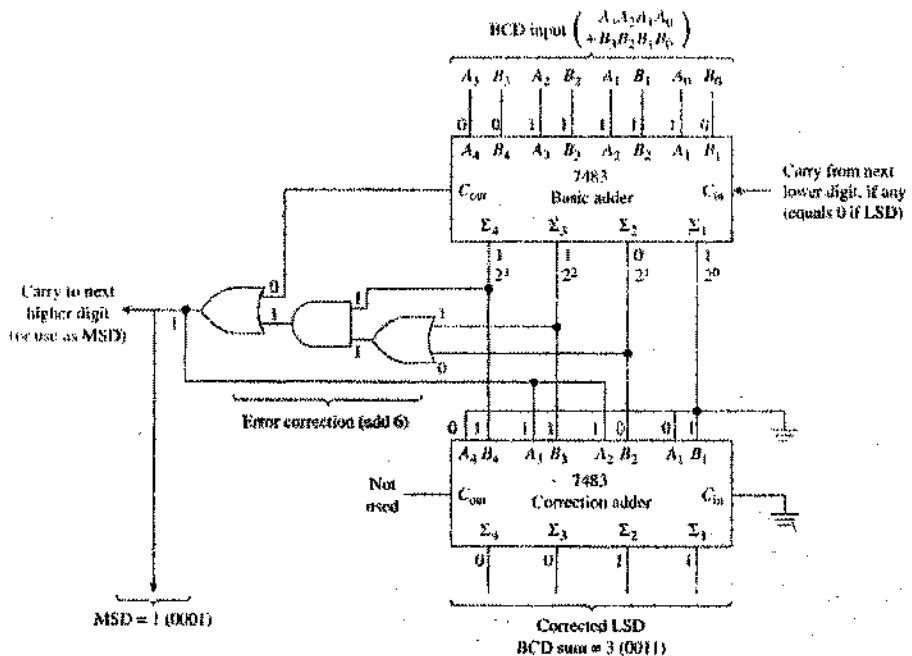 BCD input ( A₃A₂A₁A₀
+ B₃B₂B₁B₀ )
A₃ B₃ A₂ B₂ A₁ B₁ A₀ B₀
0 0 1 1 1 1 1 0
A₄ B₄ A₃ B₃ A₂ B₂ A₁ B₁
7483
Basic adder
Cout
Cin
Carry from next
lower digit, if any
(equals 0 if LSD)
Σ₄ Σ₃ Σ₂ Σ₁
1 1 0 1
2³ 2² 2¹ 2⁰
Carry to next
higher digit
(or use as MSD)
1
0
1
1
1
1
0
Error correction (add 6)
0 1 1 1 1 0 0 1
A₄ B₄ A₃ B₃ A₂ B₂ A₁ B₁
Not
used
Cout
7483
Correction adder
Cin
Σ₄ Σ₃ Σ₂ Σ₁
0 0 1 1
MSD = 1 (0001)
Corrected LSD
BCD sum = 3 (0011)